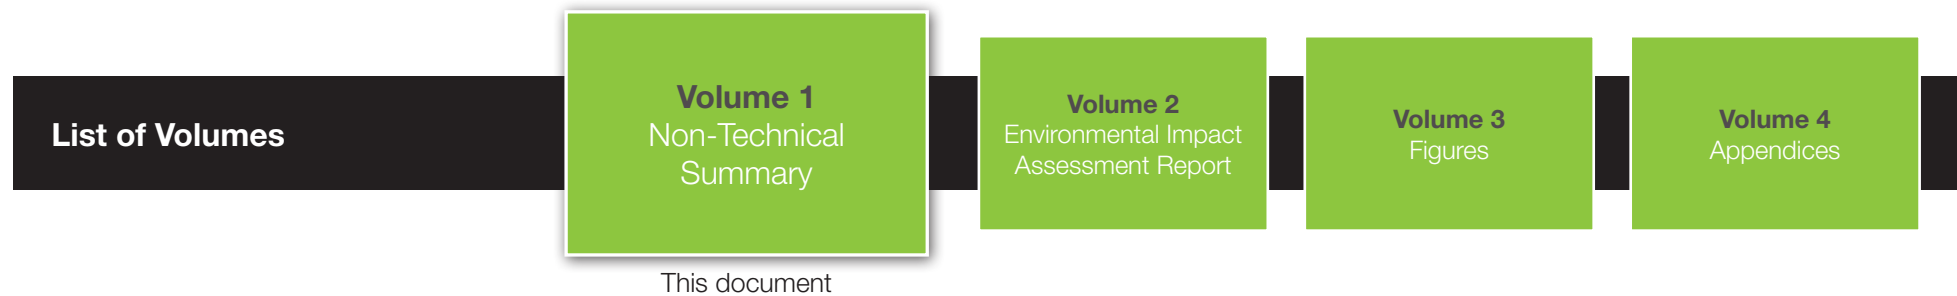 List of Volumes
Volume 1
Non-Technical
Summary
This document
Volume 2
Environmental Impact
Assessment Report
Volume 3
Figures
Volume 4
Appendices